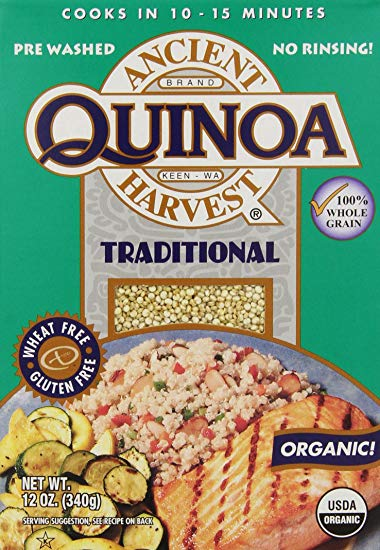 COOKS IN 10 - 15 MINUTES
PRE WASHED
NO RINSING!
ANCIENT
BRAND
QUINOA
KEEN - WA
HARVEST®
TRADITIONAL
100%
WHOLE
GRAIN
WHEAT FREE
GLUTEN FREE
ORGANIC!
NET WT.
12 OZ. (340g)
SERVING SUGGESTION, SEE RECIPE ON BACK
USDA
ORGANIC